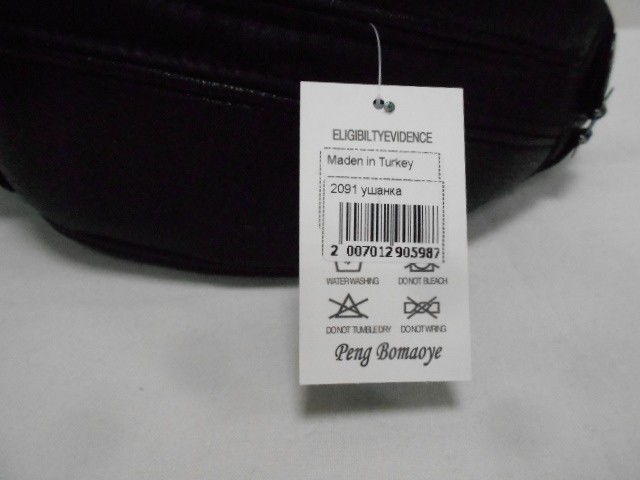 ELIGIBILTYEVIDENCE
Maden in Turkey
2091 ушанка
2 007012 905987
WATER WASHING DO NOT BLEACH
DO NOT TUMBLE DRY DO NOT WRING
Peng Bomaoye